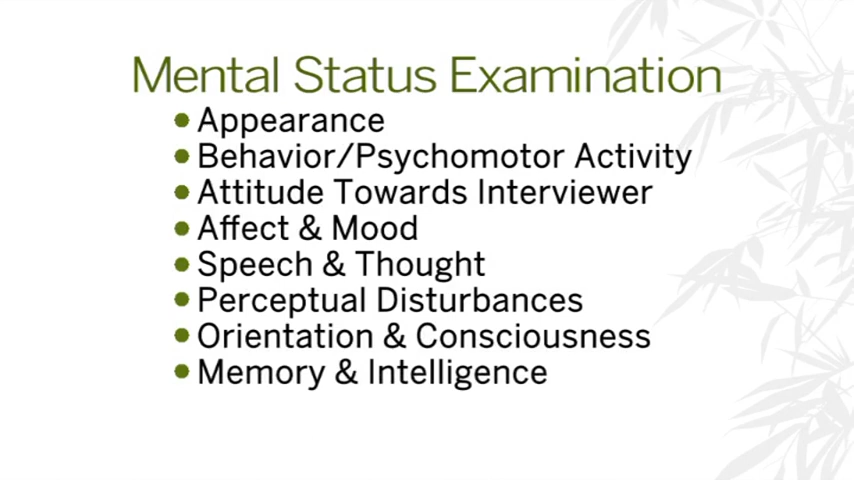 Mental Status Examination
Appearance
Behavior/Psychomotor Activity
Attitude Towards Interviewer
Affect & Mood
Speech & Thought
Perceptual Disturbances
Orientation & Consciousness
Memory & Intelligence